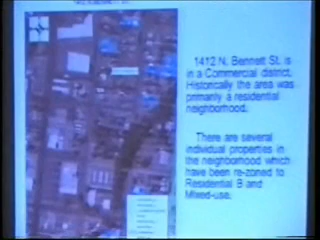 1412 N. Bennett St. is
in a Commercial district.
Historically the area was
primarily a residential
neighborhood.
There are several
individual properties in
the neighborhood which
have been re-zoned to
Residential B and
Mixed-use.